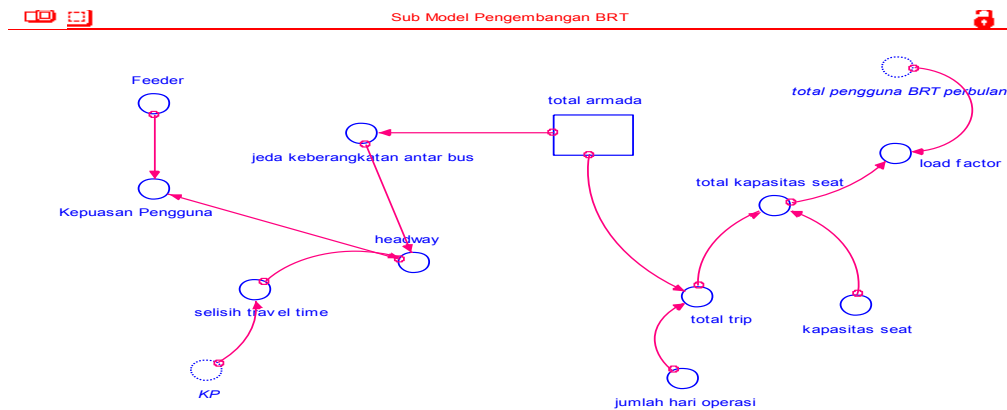 Sub Model Pengembangan BRT
Feeder
total armada
total pengguna BRT perbulan
jeda keberangkatan antar bus
load factor
total kapasitas seat
Kepuasan Pengguna
headway
selisih travel time
total trip
kapasitas seat
KP
jumlah hari operasi